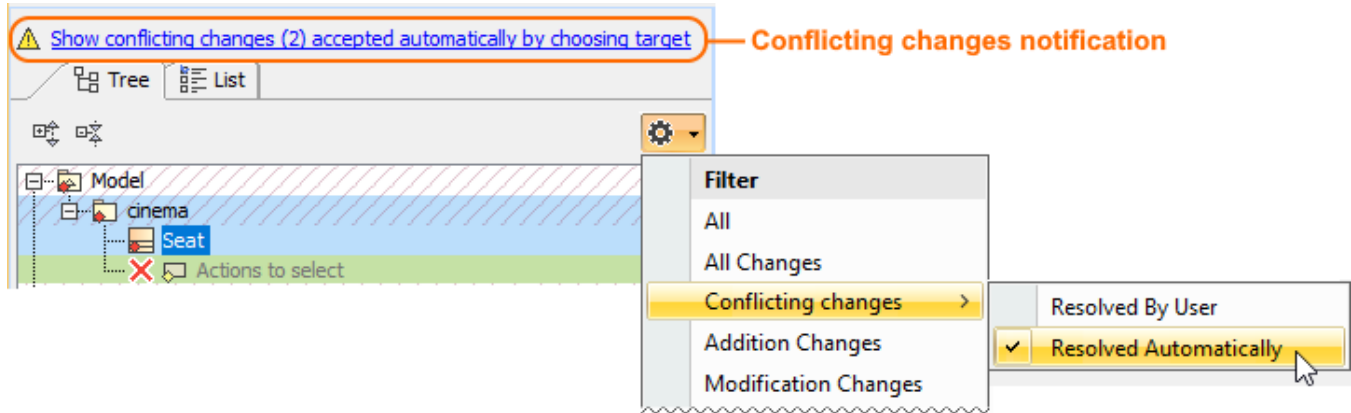 Show conflicting changes (2) accepted automatically by choosing target
Conflicting changes notification
Tree
List
Model
cinema
Seat
Actions to select
Filter
All
All Changes
Conflicting changes
Addition Changes
Modification Changes
Resolved By User
Resolved Automatically